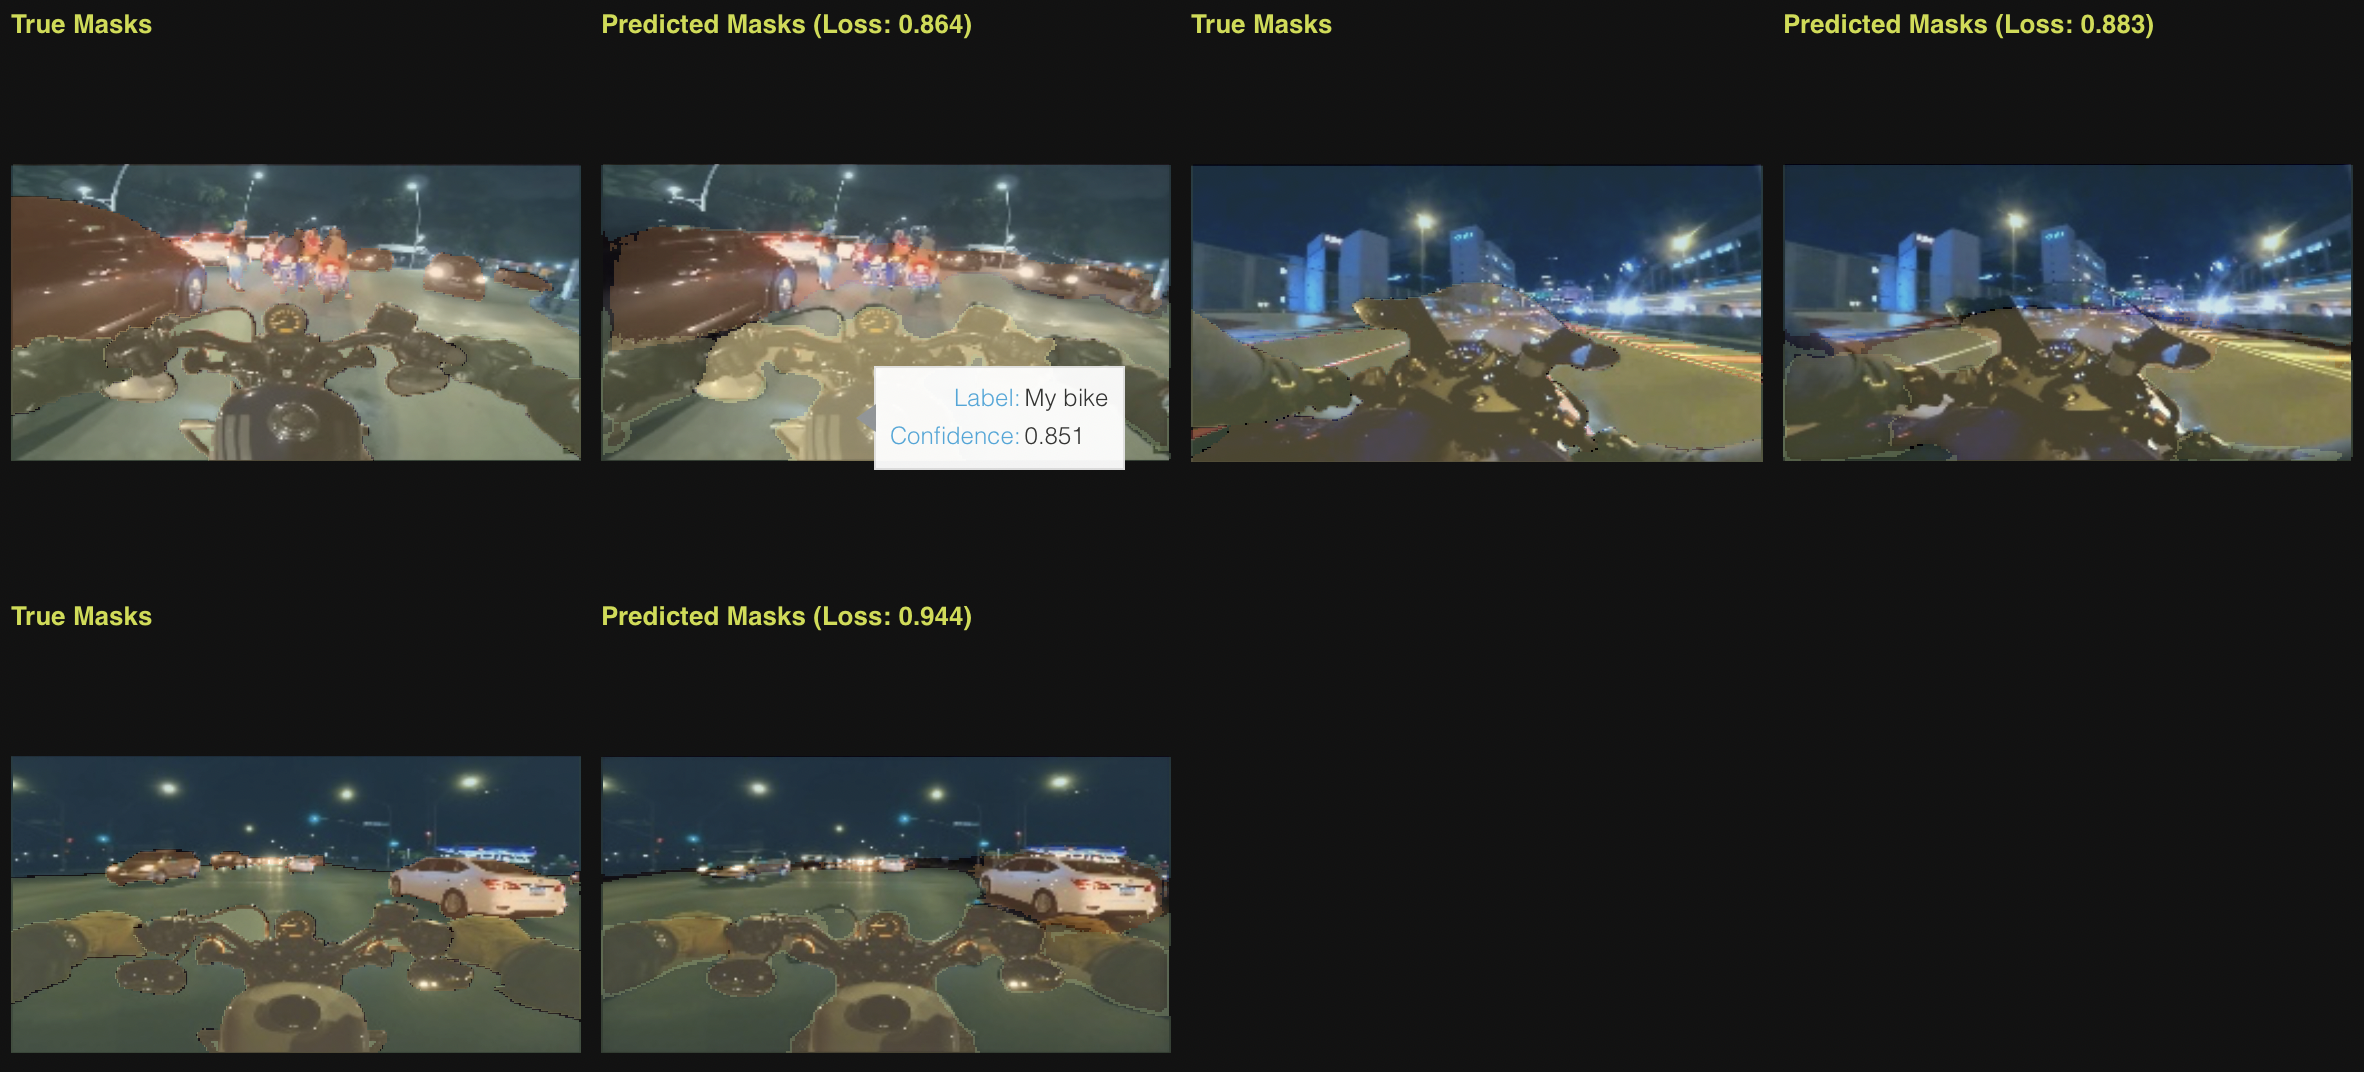 True Masks
Predicted Masks (Loss: 0.864)
True Masks
Predicted Masks (Loss: 0.883)
Label: My bike
Confidence: 0.851
True Masks
Predicted Masks (Loss: 0.944)